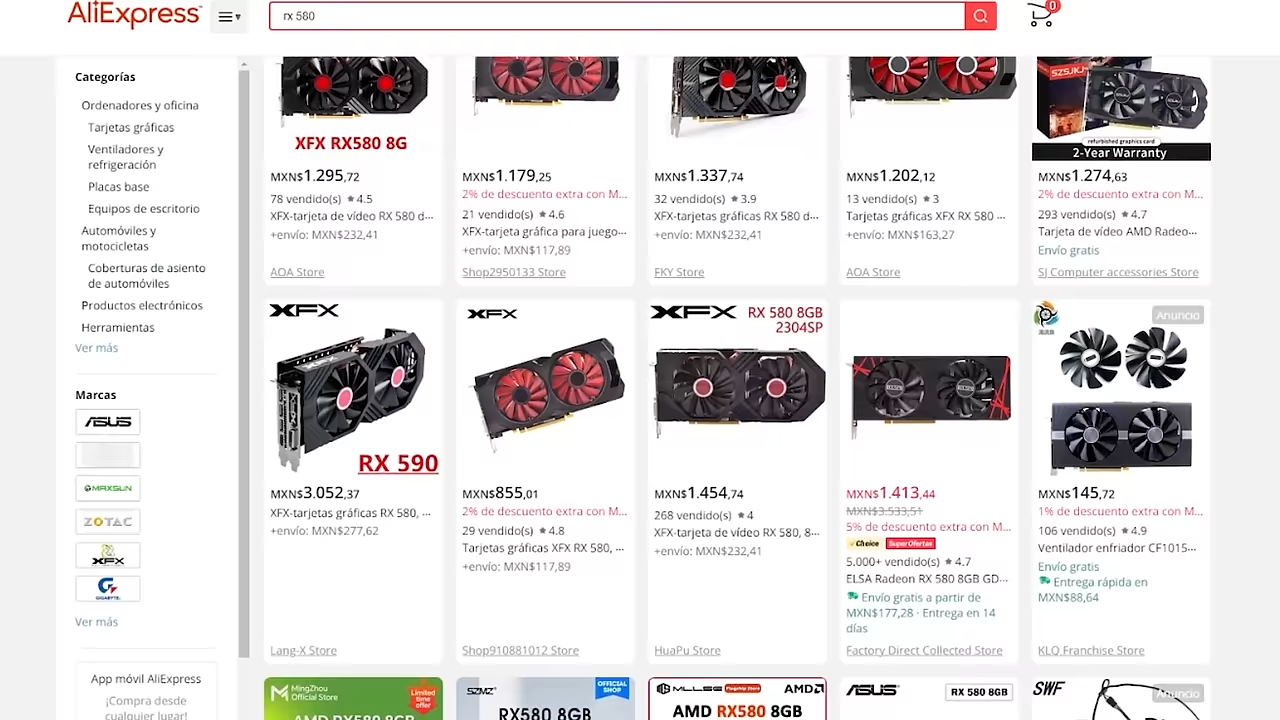 AliExpress
rx 580
0
Categorías
Ordenadores y oficina
Tarjetas gráficas
Ventiladores y
refrigeración
Placas base
Equipos de escritorio
Automóviles y
motocicletas
Coberturas de asiento
de automóviles
Productos electrónicos
Herramientas
Ver más
Marcas
ASUS
MAXSUN
ZOTAC
XFX
GIGABYTE
Ver más
App móvil AliExpress
¡Compra desde
cualquier lugar!
XFX RX580 8G
MXN$1.295,72
78 vendido(s) ★4.5
XFX-tarjeta de vídeo RX 580 d...
+envío: MXN$232,41
AOA Store
MXN$1.179,25
2% de descuento extra con M...
21 vendido(s) ★4.6
XFX-tarjeta gráfica para juego...
+envío: MXN$117,89
Shop2950133 Store
MXN$1.337,74
32 vendido(s) ★3.9
XFX-tarjetas gráficas RX 580 d...
+envío: MXN$232,41
FKY Store
MXN$1.202,12
13 vendido(s) ★3
Tarjetas gráficas XFX RX 580 ...
+envío: MXN$163,27
AOA Store
SZSJKJ
refurbished graphics card
2-Year Warranty
MXN$1.274,63
2% de descuento extra con M...
293 vendido(s) ★4.7
Tarjeta de vídeo AMD Radeo...
Envío gratis
SJ Computer accessories Store
XFX
RX 590
MXN$3.052,37
XFX-tarjetas gráficas RX 580, ...
+envío: MXN$277,62
Lang-X Store
XFX
MXN$855,01
2% de descuento extra con M...
29 vendido(s) ★4.8
Tarjetas gráficas XFX RX 580, ...
+envío: MXN$117,89
Shop910881012 Store
XFX RX 580 8GB
2304SP
MXN$1.454,74
268 vendido(s) ★4
XFX-tarjeta de vídeo RX 580, 8...
+envío: MXN$232,41
HuaPu Store
MXN$1.413,44
MXN$3.533,51
5% de descuento extra con M...
Choice SuperOfertas
5.000+ vendido(s) ★4.7
ELSA Radeon RX 580 8GB GD...
Envío gratis a partir de
MXN$177,28 · Entrega en 14
días
Factory Direct Collected Store
Anuncio
MXN$145,72
1% de descuento extra con M...
106 vendido(s) ★4.9
Ventilador enfriador CF1015...
Envío gratis
Entrega rápida en
MXN$88,64
KLQ Franchise Store
MingZhou
Official Store
Limited
time
offer
AMD RX580 8GB
SZMZ
OFFICIAL
SHOP
RX580 8GB
MLLSE Flagship Store AMD
AMD RX580 8GB
ASUS RX 580 8GB
SWF
Anuncio